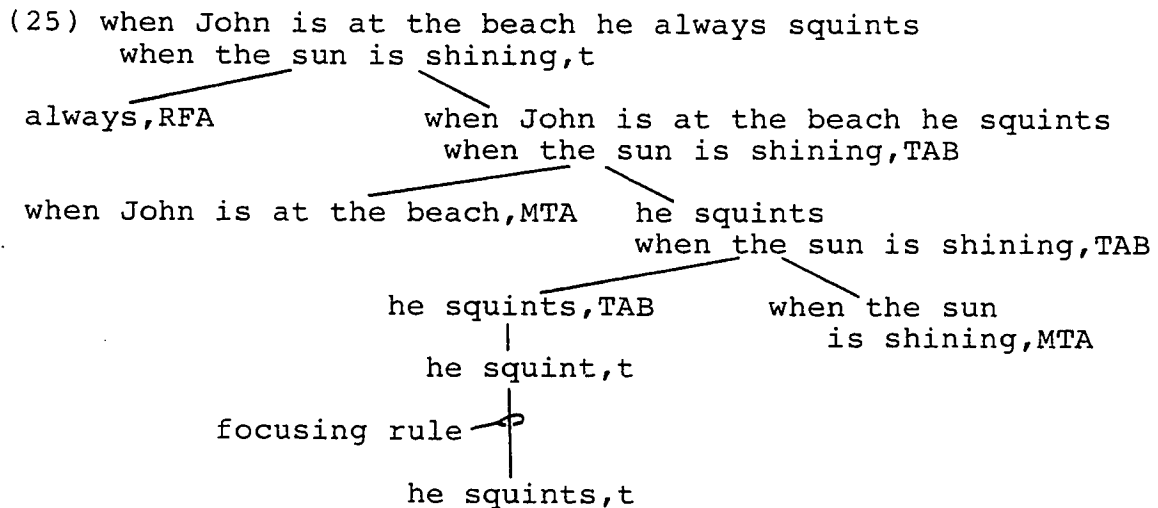 (25) when John is at the beach he always squints
when the sun is shining,t
always,RFA when John is at the beach he squints
when the sun is shining,TAB
when John is at the beach,MTA he squints
when the sun is shining,TAB
he squints,TAB when the sun
is shining,MTA
he squint,t
focusing rule
he squints,t